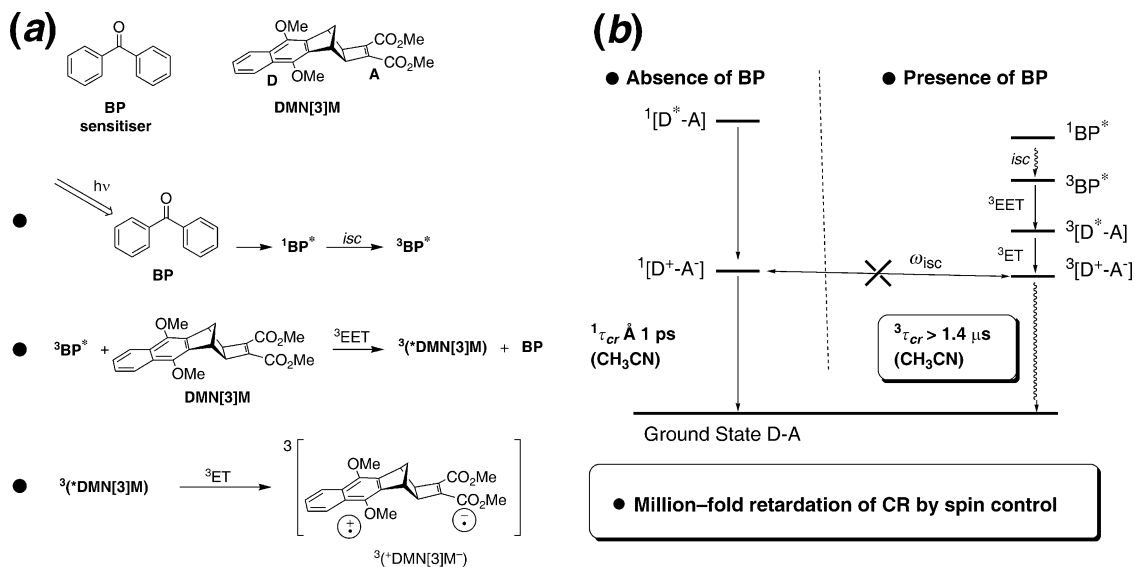 (a)
O
BP
sensitiser
OMe
CO₂Me
CO₂Me
OMe
D
A
DMN[3]M
hν
O
BP
¹BP*
isc
³BP*
³BP*
+
OMe
CO₂Me
CO₂Me
OMe
DMN[3]M
³EET
³(*DMN[3]M) + BP
³(*DMN[3]M)
³ET
3
OMe
CO₂Me
CO₂Me
OMe
+•
−•
³(⁺DMN[3]M⁻)
(b)
● Absence of BP
● Presence of BP
¹[D*-A]
¹BP*
isc
³BP*
³EET
³[D*-A]
³ET
¹[D⁺-A⁻]
ωisc
³[D⁺-A⁻]
¹τcr Å 1 ps
(CH₃CN)
³τcr > 1.4 μs
(CH₃CN)
Ground State D-A
● Million–fold retardation of CR by spin control